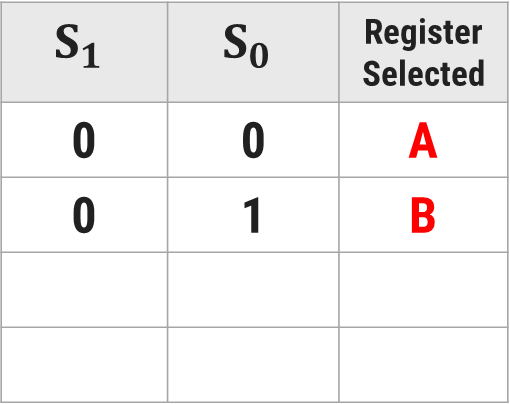 S₁ S₀ Register Selected
0 0 A
0 1 B